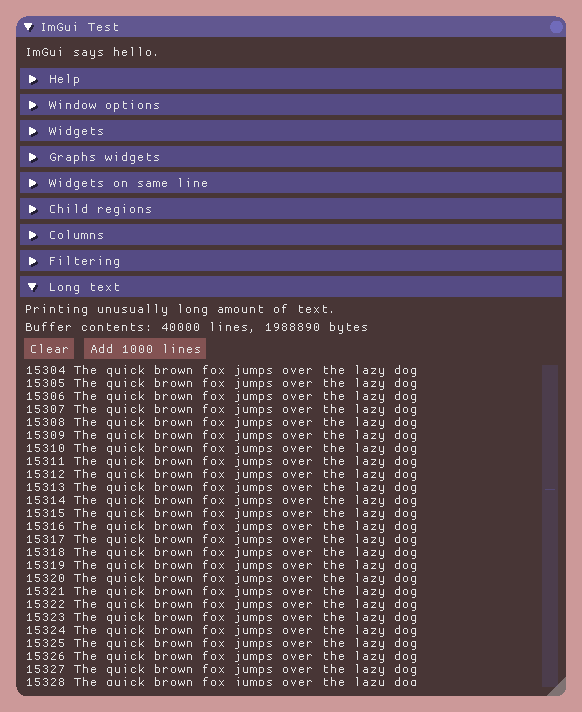 ImGui Test
ImGui says hello.
Help
Window options
Widgets
Graphs widgets
Widgets on same line
Child regions
Columns
Filtering
Long text
Printing unusually long amount of text.
Buffer contents: 40000 lines, 1988890 bytes
Clear Add 1000 lines
15304 The quick brown fox jumps over the lazy dog
15305 The quick brown fox jumps over the lazy dog
15306 The quick brown fox jumps over the lazy dog
15307 The quick brown fox jumps over the lazy dog
15308 The quick brown fox jumps over the lazy dog
15309 The quick brown fox jumps over the lazy dog
15310 The quick brown fox jumps over the lazy dog
15311 The quick brown fox jumps over the lazy dog
15312 The quick brown fox jumps over the lazy dog
15313 The quick brown fox jumps over the lazy dog
15314 The quick brown fox jumps over the lazy dog
15315 The quick brown fox jumps over the lazy dog
15316 The quick brown fox jumps over the lazy dog
15317 The quick brown fox jumps over the lazy dog
15318 The quick brown fox jumps over the lazy dog
15319 The quick brown fox jumps over the lazy dog
15320 The quick brown fox jumps over the lazy dog
15321 The quick brown fox jumps over the lazy dog
15322 The quick brown fox jumps over the lazy dog
15323 The quick brown fox jumps over the lazy dog
15324 The quick brown fox jumps over the lazy dog
15325 The quick brown fox jumps over the lazy dog
15326 The quick brown fox jumps over the lazy dog
15327 The quick brown fox jumps over the lazy dog
15328 The quick brown fox jumps over the lazy dog